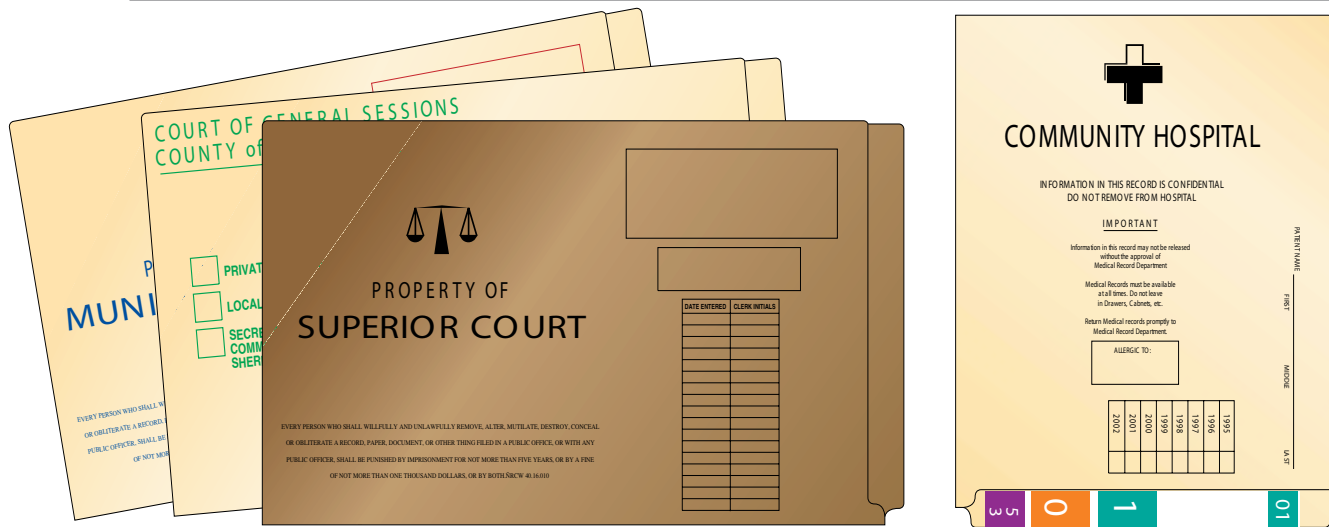 COURT OF GENERAL SESSIONS
COUNTY of
MUNI
PRIVAT
LOCAL
SECRE
COMM
SHER
EVERY PERSON WHO SHALL W
OR OBLITERATE A RECORD,
PUBLIC OFFICER, SHALL BE
OF NOT MOR
PROPERTY OF
SUPERIOR COURT
DATE ENTERED CLERK INITIALS
EVERY PERSON WHO SHALL WILLFULLY AND UNLAWFULLY REMOVE, ALTER, MUTILATE, DESTROY, CONCEAL
OR OBLITERATE A RECORD, PAPER, DOCUMENT, OR OTHER THING FILED IN A PUBLIC OFFICE, OR WITH ANY
PUBLIC OFFICER, SHALL BE PUNISHED BY IMPRISONMENT FOR NOT MORE THAN FIVE YEARS, OR BY A FINE
OF NOT MORE THAN ONE THOUSAND DOLLARS, OR BY BOTH.ÑRCW 40.16.010
COMMUNITY HOSPITAL
INFORMATION IN THIS RECORD IS CONFIDENTIAL
DO NOT REMOVE FROM HOSPITAL
IMPORTANT
Information in this record may not be released
without the approval of
Medical Record Department
Medical Records must be available
at all times. Do not leave
in Drawers, Cabnets, etc.
Return Medical records promptly to
Medical Record Department.
ALLERGIC TO:
PATIENT NAME
FIRST
MIDDLE
LAST
2002 2001 2000 1999 1998 1997 1996 1995
53
0
1
01